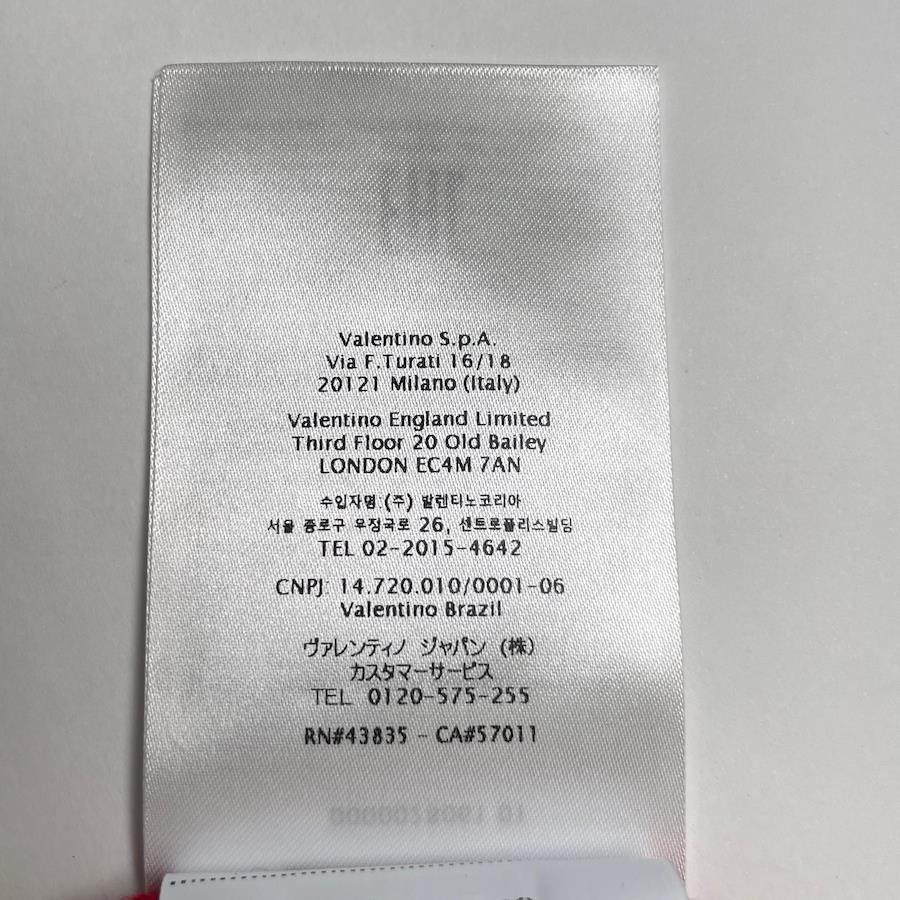 Valentino S.p.A.
Via F.Turati 16/18
20121 Milano (Italy)
Valentino England Limited
Third Floor 20 Old Bailey
LONDON EC4M 7AN
수입자명:(주) 발렌티노코리아
서울 종로구 우정국로 26, 센트로폴리스빌딩
TEL 02-2015-4642
CNPJ: 14.720.010/0001-06
Valentino Brazil
ヴァレンティノ ジャパン (株)
カスタマーサービス
TEL 0120-575-255
RN#43835 - CA#57011